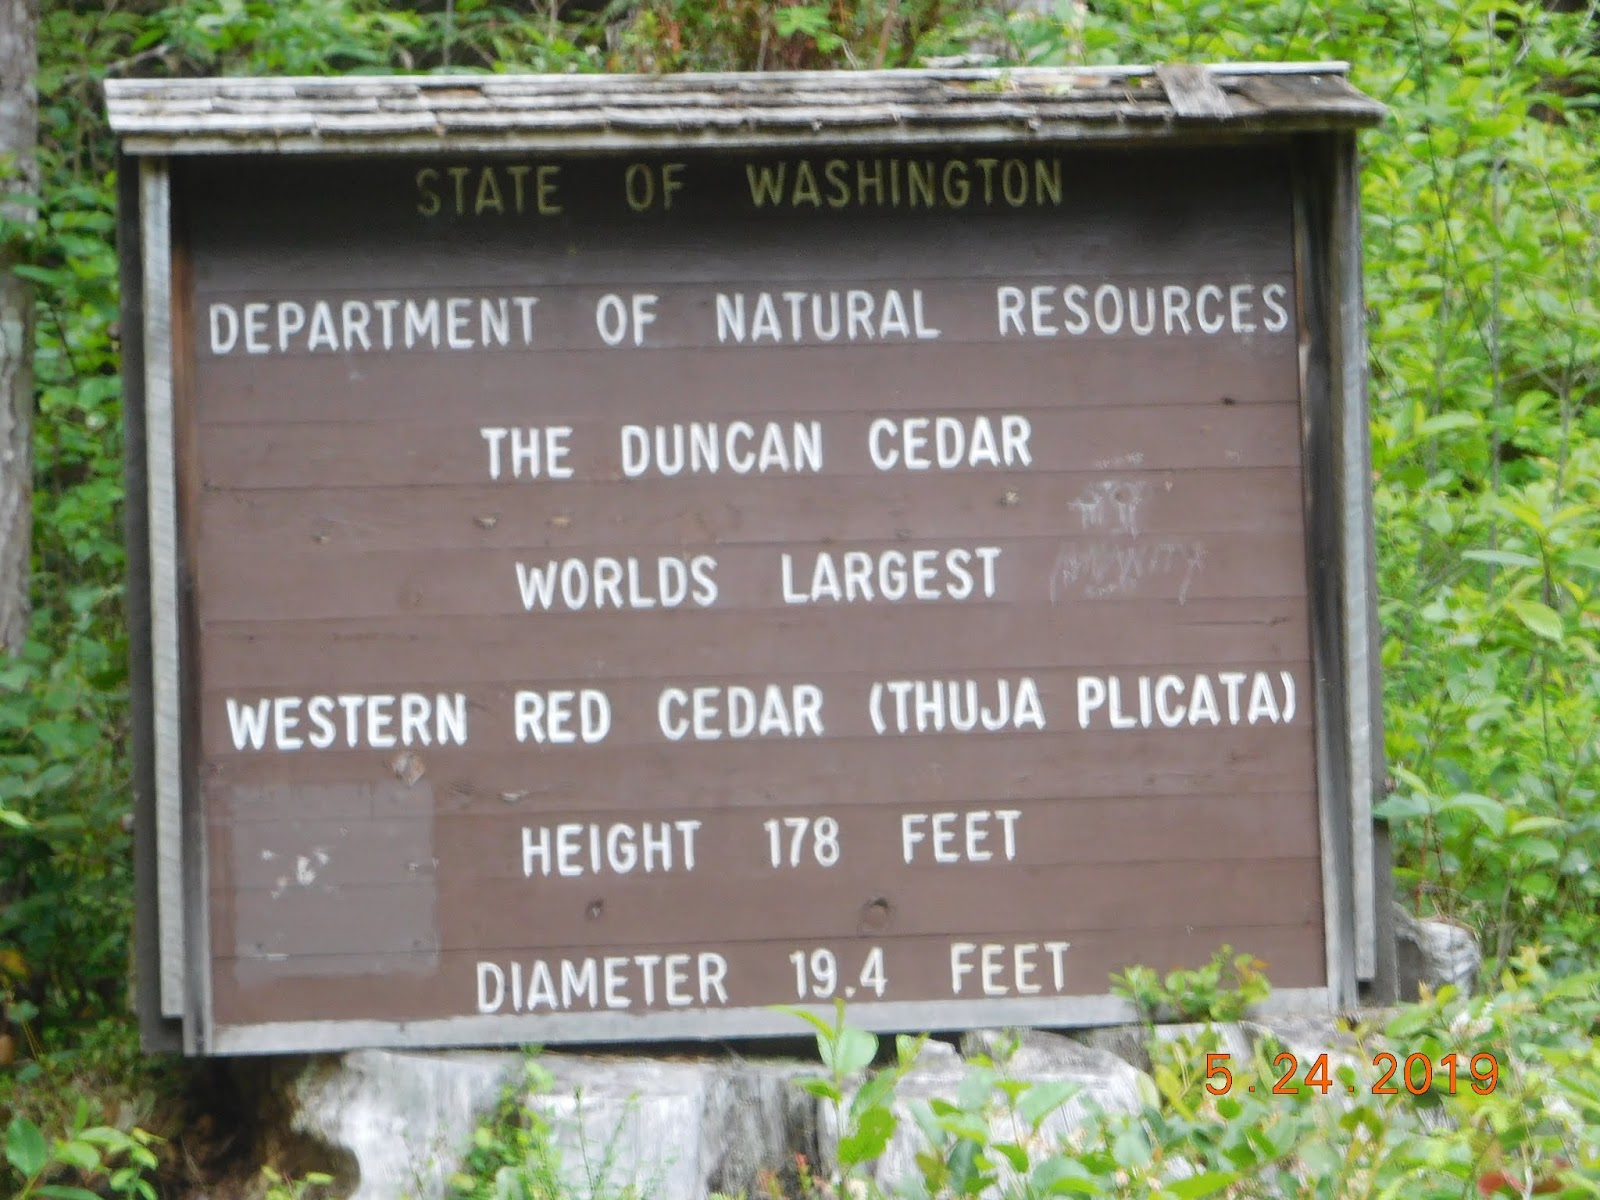 STATE OF WASHINGTON
DEPARTMENT OF NATURAL RESOURCES
THE DUNCAN CEDAR
WORLDS LARGEST
WESTERN RED CEDAR (THUJA PLICATA)
HEIGHT 178 FEET
DIAMETER 19.4 FEET
5.24.2019